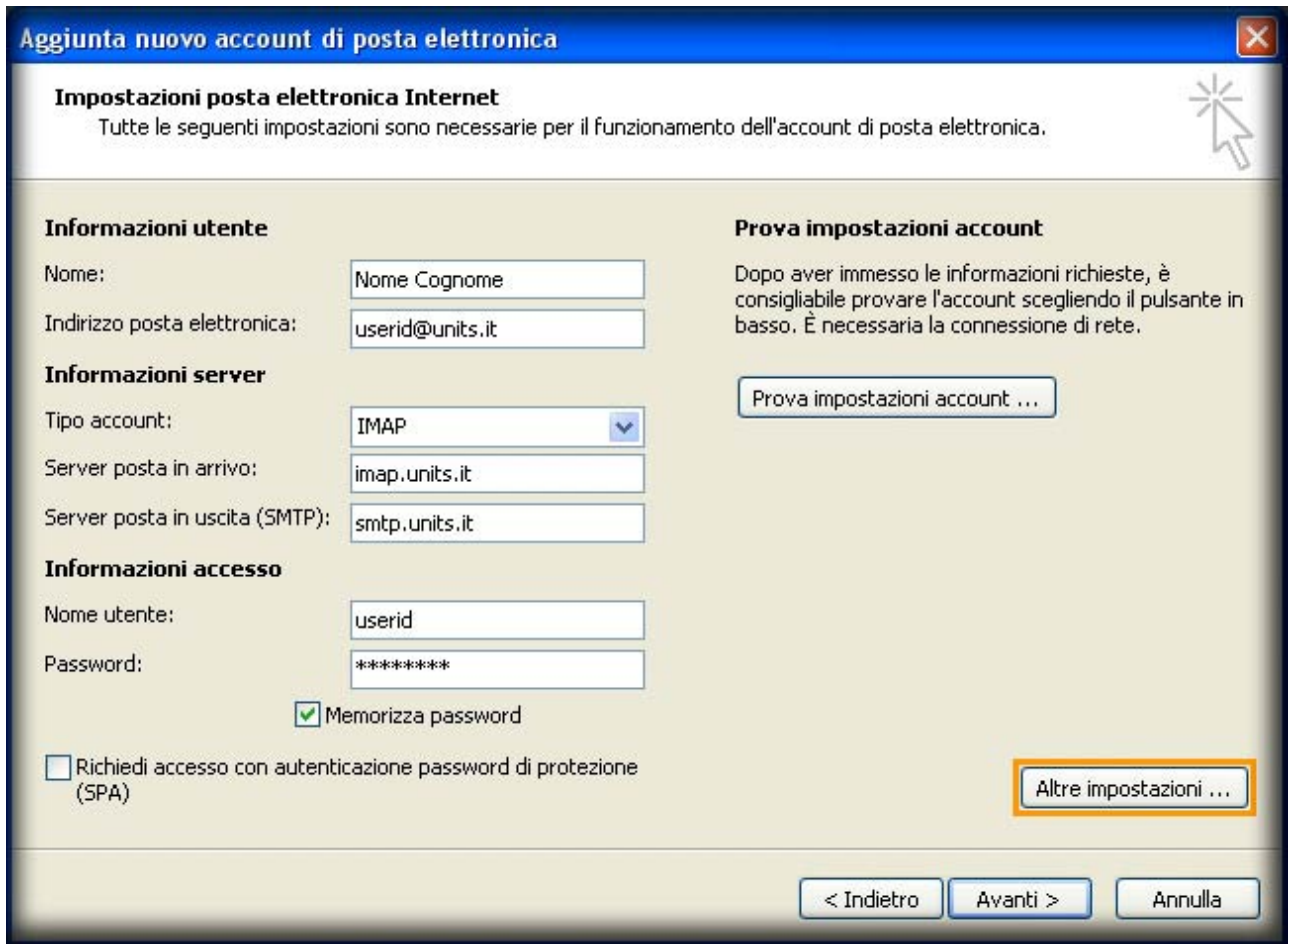 Aggiunta nuovo account di posta elettronica
Impostazioni posta elettronica Internet
Tutte le seguenti impostazioni sono necessarie per il funzionamento dell'account di posta elettronica.
Informazioni utente
Nome:
Nome Cognome
Indirizzo posta elettronica:
userid@units.it
Informazioni server
Tipo account:
IMAP
Server posta in arrivo:
imap.units.it
Server posta in uscita (SMTP):
smtp.units.it
Informazioni accesso
Nome utente:
userid
Password:
********
Memorizza password
Richiedi accesso con autenticazione password di protezione
(SPA)
Prova impostazioni account
Dopo aver immesso le informazioni richieste, è
consigliabile provare l'account scegliendo il pulsante in
basso. È necessaria la connessione di rete.
Prova impostazioni account ...
Altre impostazioni ...
< Indietro
Avanti >
Annulla